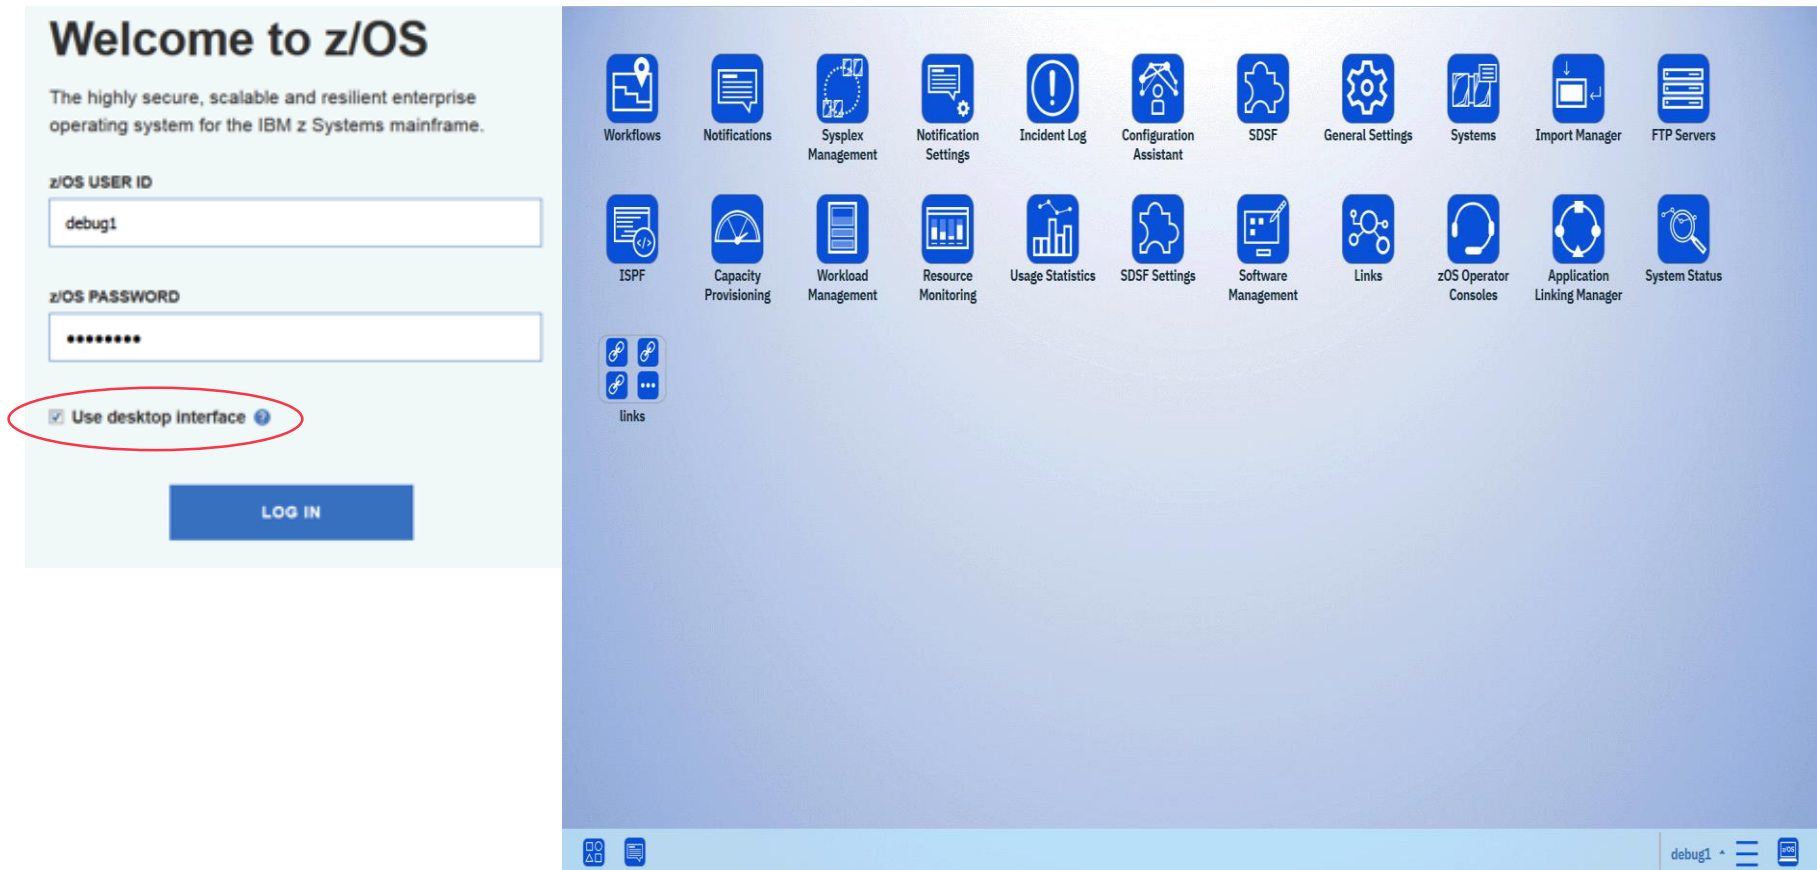 Welcome to z/OS
The highly secure, scalable and resilient enterprise
operating system for the IBM z Systems mainframe.
z/OS USER ID
debug1
z/OS PASSWORD
••••••••
Use desktop interface ?
LOG IN
Workflows
Notifications
Sysplex
Management
Notification
Settings
Incident Log
Configuration
Assistant
SDSF
General Settings
Systems
Import Manager
FTP Servers
ISPF
Capacity
Provisioning
Workload
Management
Resource
Monitoring
Usage Statistics
SDSF Settings
Software
Management
Links
zOS Operator
Consoles
Application
Linking Manager
System Status
links
debug1
z/OS